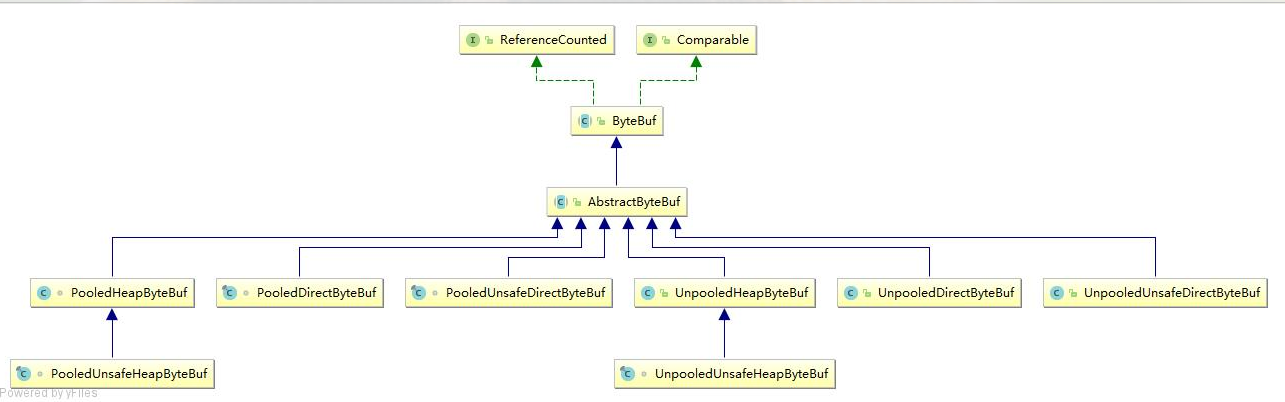 ReferenceCounted
Comparable
ByteBuf
AbstractByteBuf
PooledHeapByteBuf
PooledDirectByteBuf
PooledUnsafeDirectByteBuf
UnpooledHeapByteBuf
UnpooledDirectByteBuf
UnpooledUnsafeDirectByteBuf
PooledUnsafeHeapByteBuf
UnpooledUnsafeHeapByteBuf
Powered by yFiles